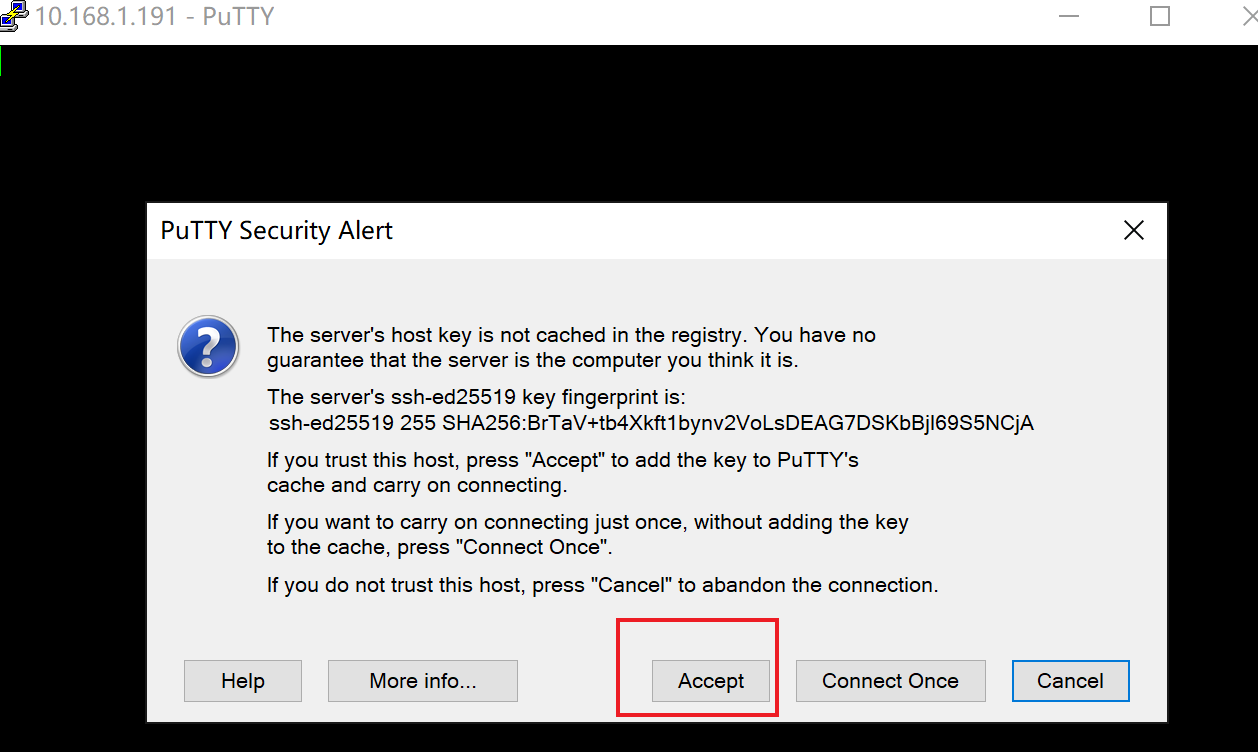 10.168.1.191 - PuTTY
PuTTY Security Alert
The server's host key is not cached in the registry. You have no
guarantee that the server is the computer you think it is.
The server's ssh-ed25519 key fingerprint is:
ssh-ed25519 255 SHA256:BrTaV+tb4Xkft1bynv2VoLsDEAG7DSKbBjl69S5NCjA
If you trust this host, press "Accept" to add the key to PuTTY's
cache and carry on connecting.
If you want to carry on connecting just once, without adding the key
to the cache, press "Connect Once".
If you do not trust this host, press "Cancel" to abandon the connection.
Help More info... Accept Connect Once Cancel